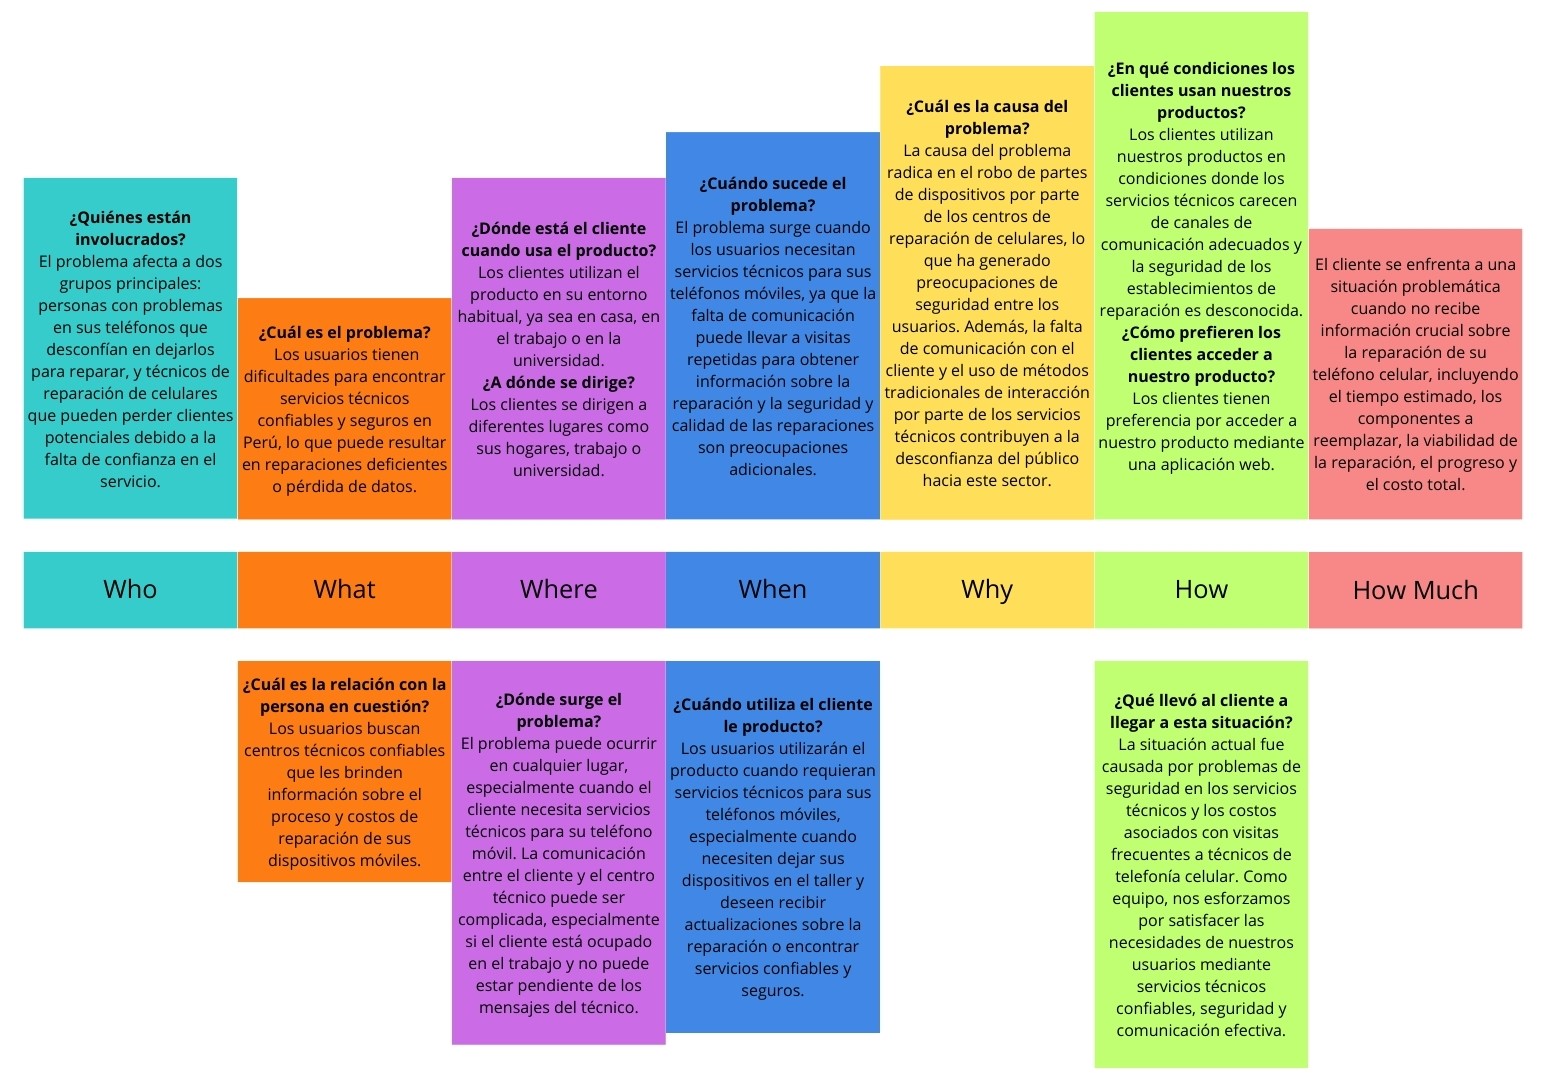 ¿Quiénes están
involucrados?
El problema afecta a dos
grupos principales:
personas con problemas
en sus teléfonos que
desconfían en dejarlos
para reparar, y técnicos de
reparación de celulares
que pueden perder clientes
potenciales debido a la
falta de confianza en el
servicio.
¿Cuál es el problema?
Los usuarios tienen
dificultades para encontrar
servicios técnicos
confiables y seguros en
Perú, lo que puede resultar
en reparaciones deficientes
o pérdida de datos.
¿Dónde está el cliente
cuando usa el producto?
Los clientes utilizan el
producto en su entorno
habitual, ya sea en casa, en
el trabajo o en la
universidad.
¿A dónde se dirige?
Los clientes se dirigen a
diferentes lugares como
sus hogares, trabajo o
universidad.
¿Cuándo sucede el
problema?
El problema surge cuando
los usuarios necesitan
servicios técnicos para sus
teléfonos móviles, ya que la
falta de comunicación
puede llevar a visitas
repetidas para obtener
información sobre la
reparación y la seguridad y
calidad de las reparaciones
son preocupaciones
adicionales.
¿Cuál es la causa del
problema?
La causa del problema
radica en el robo de partes
de dispositivos por parte
de los centros de
reparación de celulares, lo
que ha generado
preocupaciones de
seguridad entre los
usuarios. Además, la falta
de comunicación con el
cliente y el uso de métodos
tradicionales de interacción
por parte de los servicios
técnicos contribuyen a la
desconfianza del público
hacia este sector.
¿En qué condiciones los
clientes usan nuestros
productos?
Los clientes utilizan
nuestros productos en
condiciones donde los
servicios técnicos carecen
de canales de
comunicación adecuados y
la seguridad de los
establecimientos de
reparación es desconocida.
¿Cómo prefieren los
clientes acceder a
nuestro producto?
Los clientes tienen
preferencia por acceder a
nuestro producto mediante
una aplicación web.
El cliente se enfrenta a una
situación problemática
cuando no recibe
información crucial sobre
la reparación de su
teléfono celular, incluyendo
el tiempo estimado, los
componentes a
reemplazar, la viabilidad de
la reparación, el progreso y
el costo total.
Who
What
Where
When
Why
How
How Much
¿Cuál es la relación con la
persona en cuestión?
Los usuarios buscan
centros técnicos confiables
que les brinden
información sobre el
proceso y costos de
reparación de sus
dispositivos móviles.
¿Dónde surge el
problema?
El problema puede ocurrir
en cualquier lugar,
especialmente cuando el
cliente necesita servicios
técnicos para su teléfono
móvil. La comunicación
entre el cliente y el centro
técnico puede ser
complicada, especialmente
si el cliente está ocupado
en el trabajo y no puede
estar pendiente de los
mensajes del técnico.
¿Cuándo utiliza el cliente
le producto?
Los usuarios utilizarán el
producto cuando requieran
servicios técnicos para sus
teléfonos móviles,
especialmente cuando
necesiten dejar sus
dispositivos en el taller y
deseen recibir
actualizaciones sobre la
reparación o encontrar
servicios confiables y
seguros.
¿Qué llevó al cliente a
llegar a esta situación?
La situación actual fue
causada por problemas de
seguridad en los servicios
técnicos y los costos
asociados con visitas
frecuentes a técnicos de
telefonía celular. Como
equipo, nos esforzamos
por satisfacer las
necesidades de nuestros
usuarios mediante
servicios técnicos
confiables, seguridad y
comunicación efectiva.